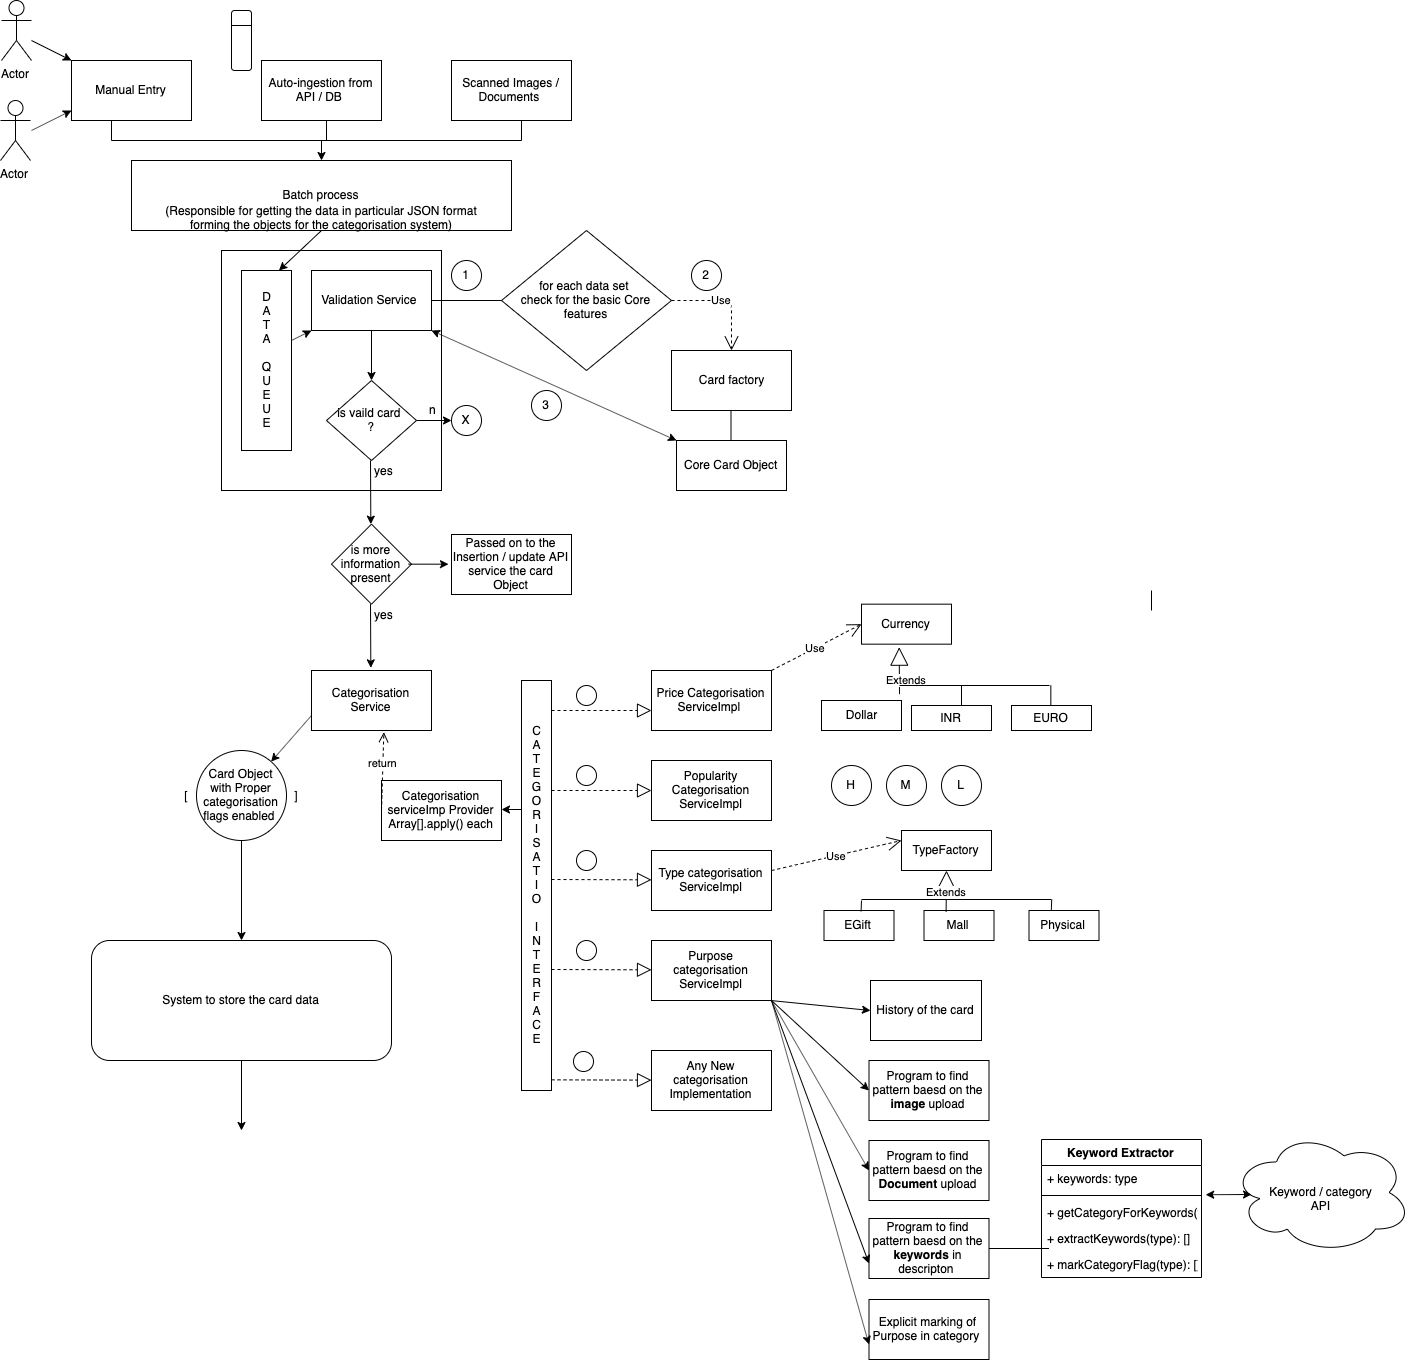 Actor
Actor
Manual Entry
Auto-ingestion from
API / DB
Scanned Images /
Documents
Batch process
(Responsible for getting the data in particular JSON format
forming the objects for the categorisation system)
D
A
T
A
Q
U
E
U
E
Validation Service
1
for each data set
check for the basic Core
features
2
Use
Card factory
3
Core Card Object
is vaild card
?
n
X
yes
is more
information
present
Passed on to the
Insertion / update API
service the card
Object
yes
Categorisation
Service
return
Card Object
with Proper
categorisation
flags enabled
[
]
Categorisation
serviceImp Provider
Array[].apply() each
System to store the card data
C
A
T
E
G
O
R
I
S
A
T
I
O
I
N
T
E
R
F
A
C
E
Price Categorisation
ServiceImpl
Use
Currency
Extends
Dollar
INR
EURO
Popularity
Categorisation
ServiceImpl
H
M
L
Type categorisation
ServiceImpl
Use
TypeFactory
Extends
EGift
Mall
Physical
Purpose
categorisation
ServiceImpl
History of the card
Any New
categorisation
Implementation
Program to find
pattern baesd on the
image upload
Program to find
pattern baesd on the
Document upload
Program to find
pattern baesd on the
keywords in
descripton
Explicit marking of
Purpose in category
Keyword Extractor
+ keywords: type
+ getCategoryForKeywords(
+ extractKeywords(type): []
+ markCategoryFlag(type): [
Keyword / category
API